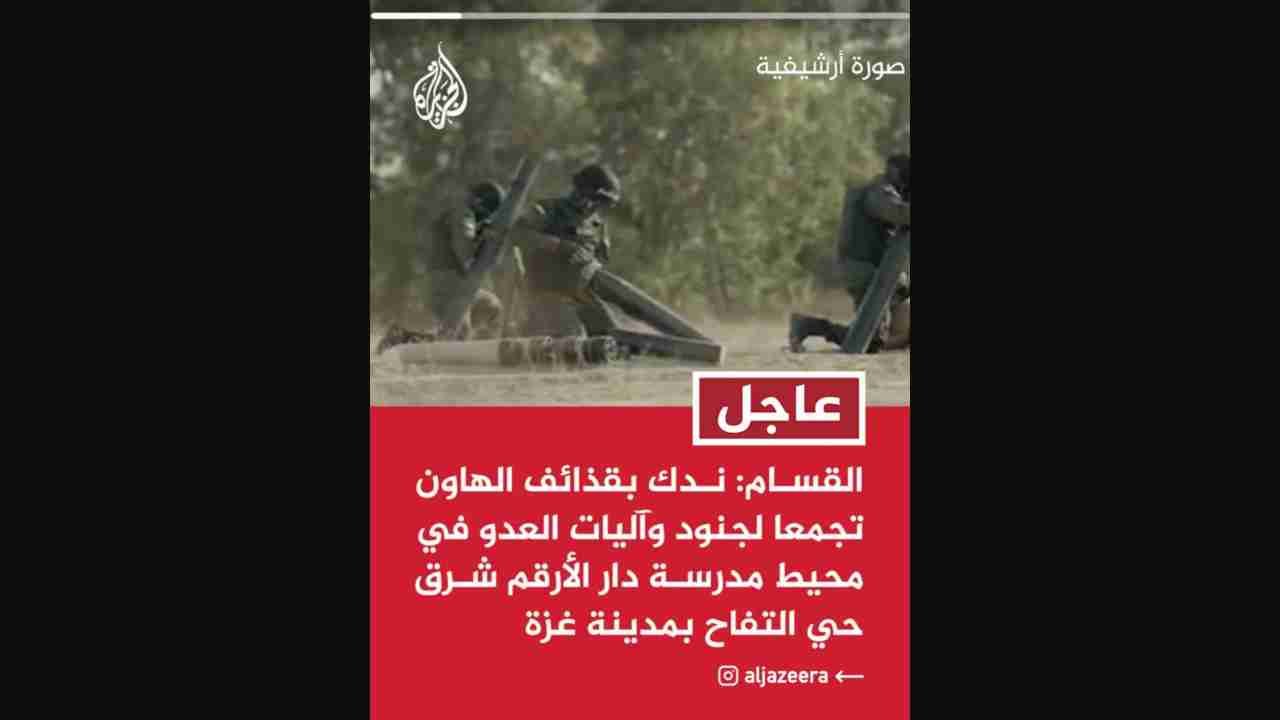 صورة أرشيفية
الجزيرة
عاجل
القسام: ندك بقذائف الهاون
تجمعا لجنود وآليات العدو في
محيط مدرسة دار الأرقم شرق
حي التفاح بمدينة غزة
aljazeera